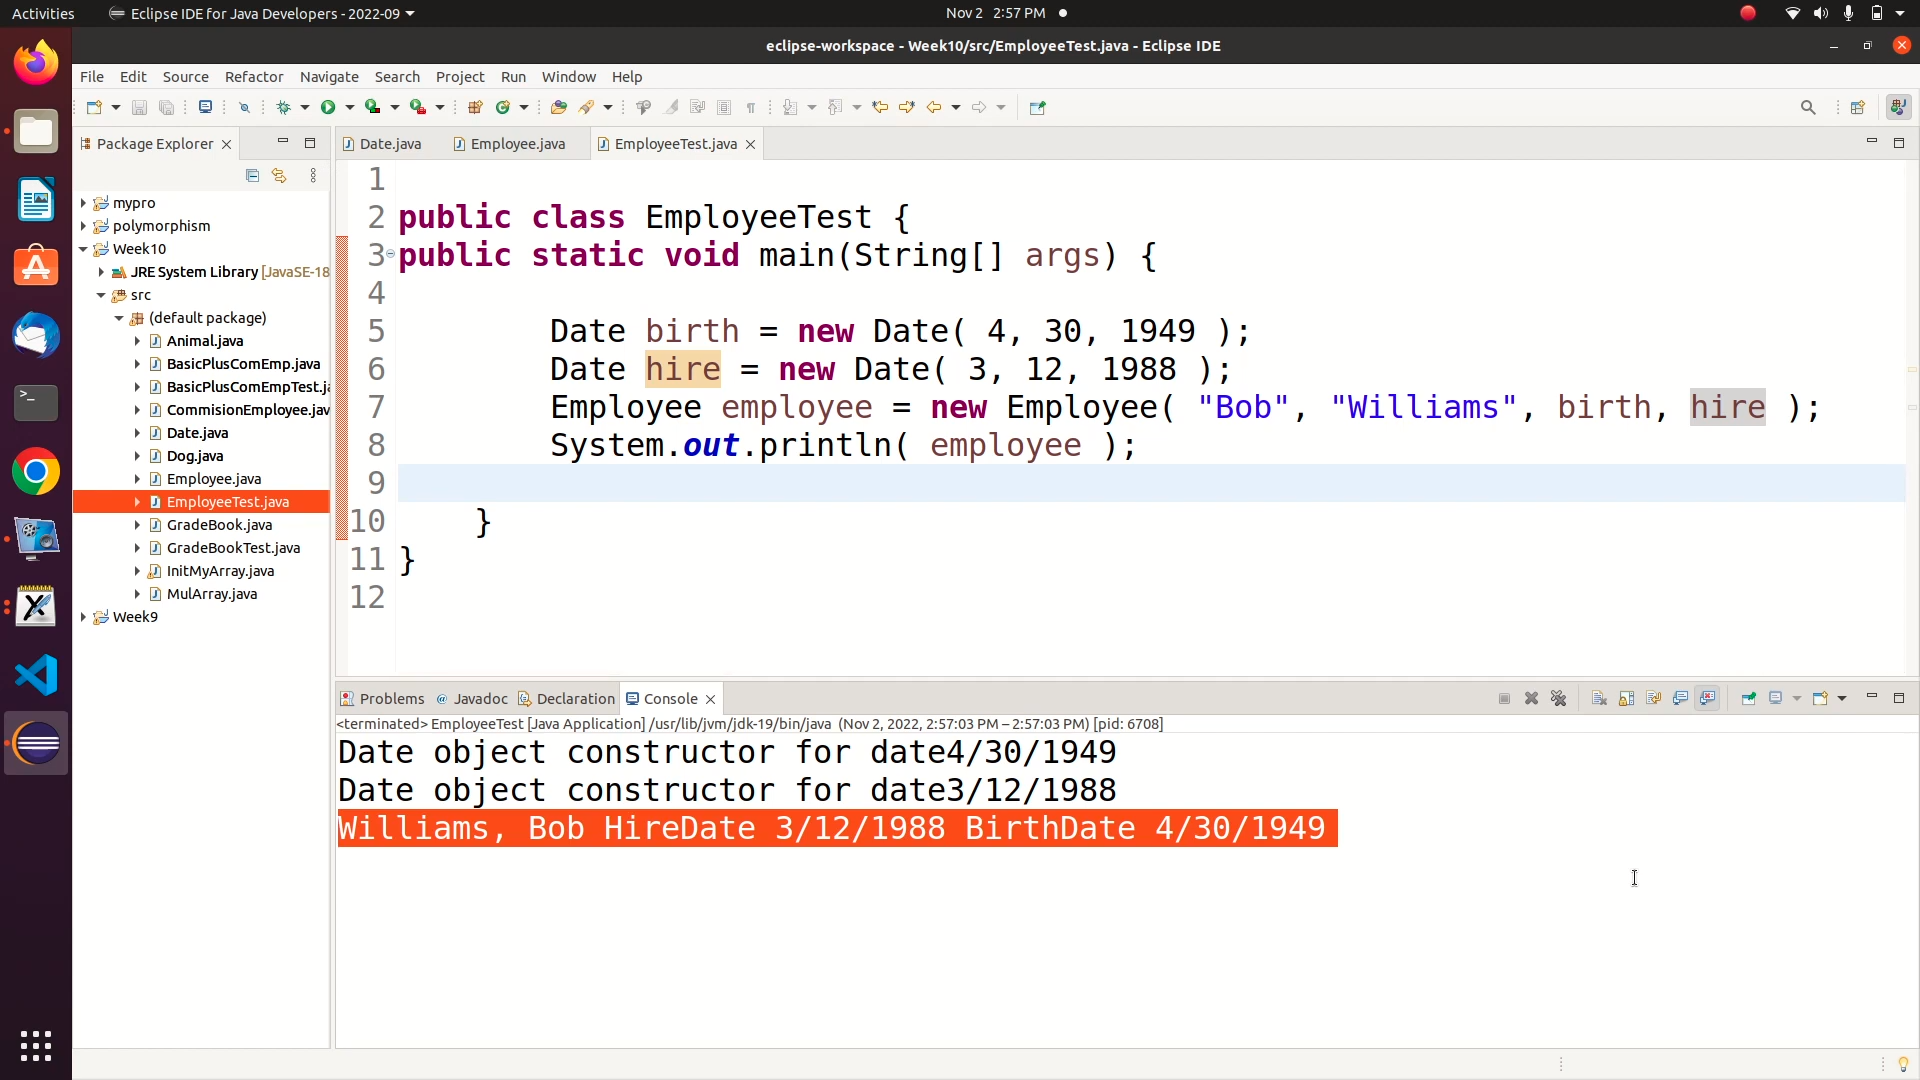 Activities
Eclipse IDE for Java Developers - 2022-09
Nov 2 2:57 PM
eclipse-workspace - Week10/src/EmployeeTest.java - Eclipse IDE
File Edit Source Refactor Navigate Search Project Run Window Help
Package Explorer
Date.java
Employee.java
EmployeeTest.java
mypro
polymorphism
Week10
JRE System Library [JavaSE-18
src
(default package)
Animal.java
BasicPlusComEmp.java
BasicPlusComEmpTest.ja
CommisionEmployee.jav
Date.java
Dog.java
Employee.java
EmployeeTest.java
GradeBook.java
GradeBookTest.java
InitMyArray.java
MulArray.java
Week9
1
2 public class EmployeeTest {
3 public static void main(String[] args) {
4
5 Date birth = new Date( 4, 30, 1949 );
6 Date hire = new Date( 3, 12, 1988 );
7 Employee employee = new Employee( "Bob", "Williams", birth, hire );
8 System.out.println( employee );
9
10 }
11 }
12
Problems
Javadoc
Declaration
Console
<terminated> EmployeeTest [Java Application] /usr/lib/jvm/jdk-19/bin/java (Nov 2, 2022, 2:57:03 PM – 2:57:03 PM) [pid: 6708]
Date object constructor for date4/30/1949
Date object constructor for date3/12/1988
Williams, Bob HireDate 3/12/1988 BirthDate 4/30/1949